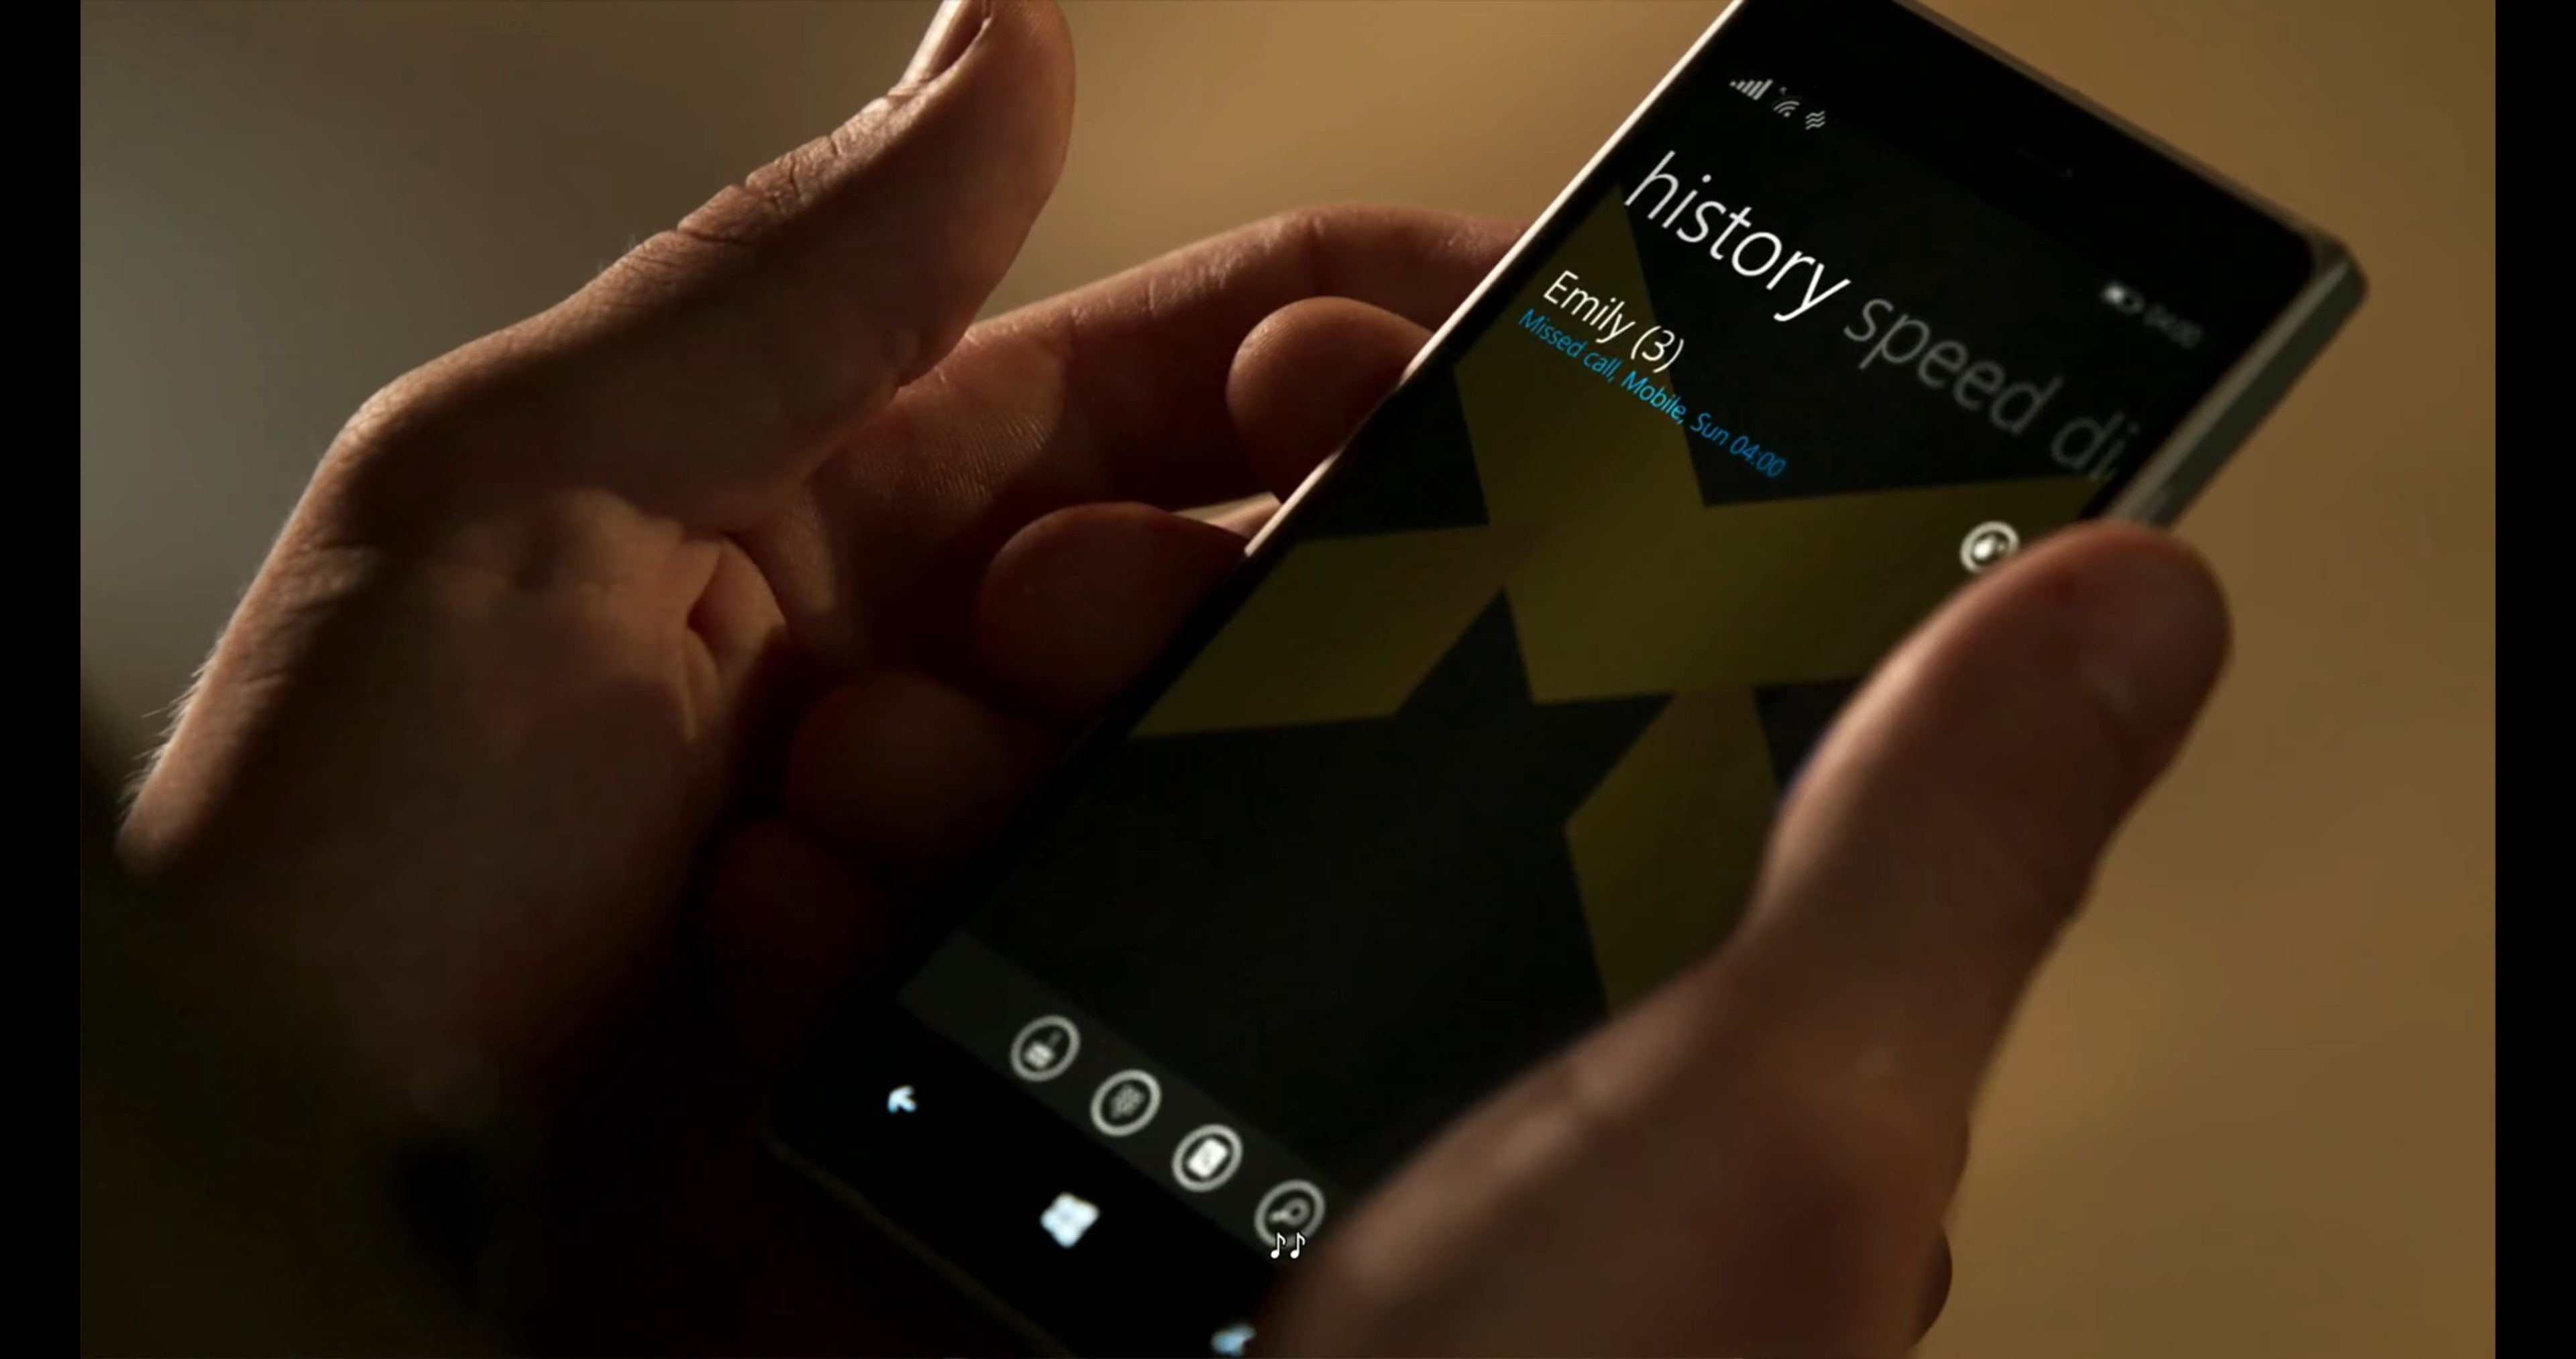 history speed di
Emily (3)
Missed call, Mobile, Sun 04:00
♪♪